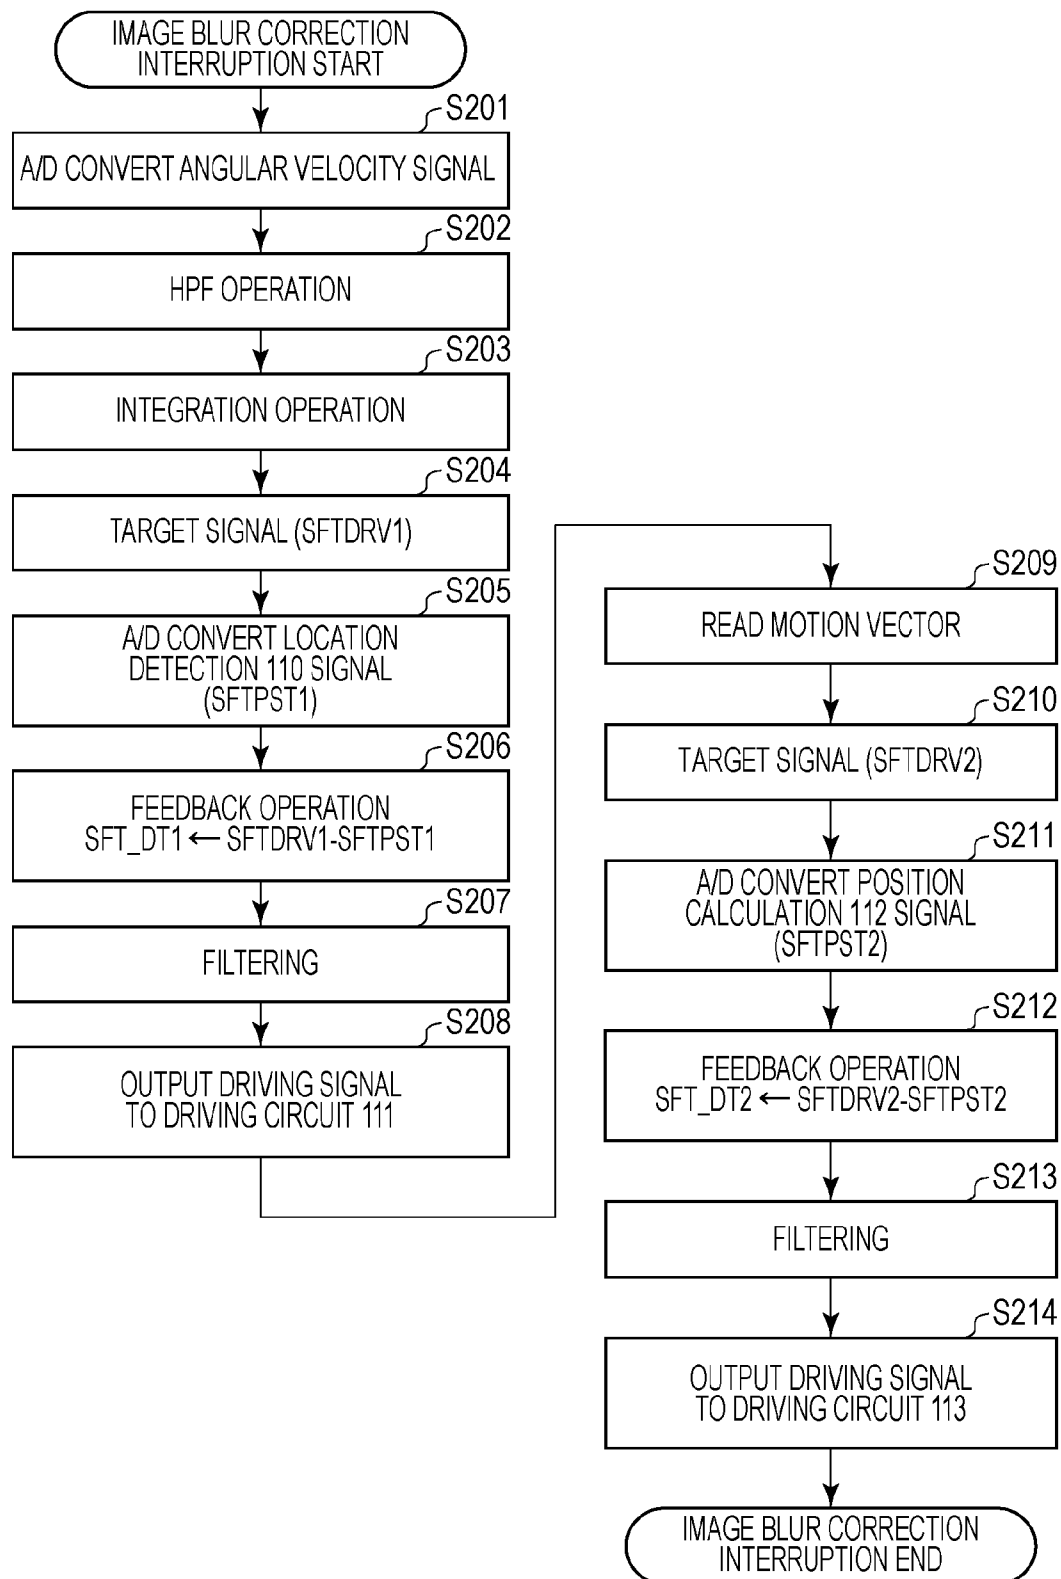 IMAGE BLUR CORRECTION
INTERRUPTION START
S201
A/D CONVERT ANGULAR VELOCITY SIGNAL
S202
HPF OPERATION
S203
INTEGRATION OPERATION
S204
TARGET SIGNAL (SFTDRV1)
S205
A/D CONVERT LOCATION
DETECTION 110 SIGNAL
(SFTPST1)
S206
FEEDBACK OPERATION
SFT_DT1 ← SFTDRV1-SFTPST1
S207
FILTERING
S208
OUTPUT DRIVING SIGNAL
TO DRIVING CIRCUIT 111
S209
READ MOTION VECTOR
S210
TARGET SIGNAL (SFTDRV2)
S211
A/D CONVERT POSITION
CALCULATION 112 SIGNAL
(SFTPST2)
S212
FEEDBACK OPERATION
SFT_DT2 ← SFTDRV2-SFTPST2
S213
FILTERING
S214
OUTPUT DRIVING SIGNAL
TO DRIVING CIRCUIT 113
IMAGE BLUR CORRECTION
INTERRUPTION END